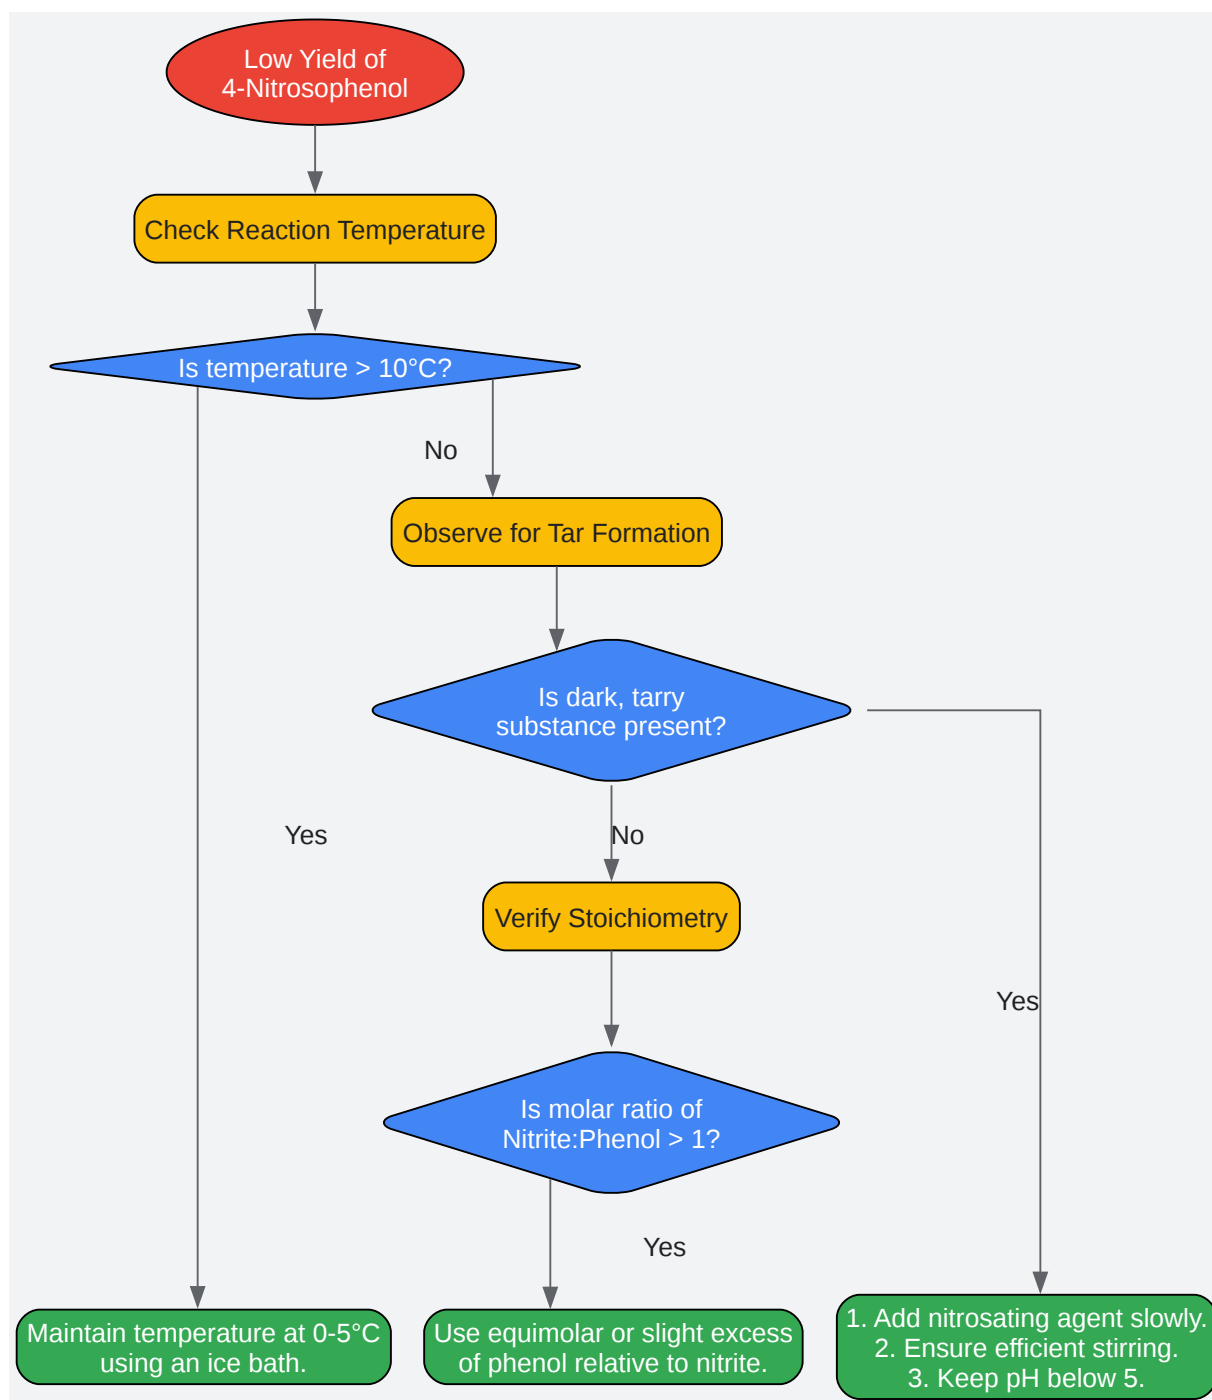 Low Yield of
4-Nitrosophenol
Check Reaction Temperature
Is temperature > 10°C?
No
Observe for Tar Formation
Is dark, tarry
substance present?
Yes
No
Verify Stoichiometry
Yes
Is molar ratio of
Nitrite:Phenol > 1?
Yes
Maintain temperature at 0-5°C
using an ice bath.
Use equimolar or slight excess
of phenol relative to nitrite.
1. Add nitrosating agent slowly.
2. Ensure efficient stirring.
3. Keep pH below 5.